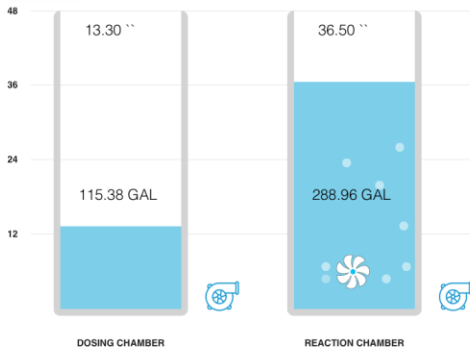 48
13.30 ``
36.50 ``
36
24
115.38 GAL
288.96 GAL
12
DOSING CHAMBER
REACTION CHAMBER